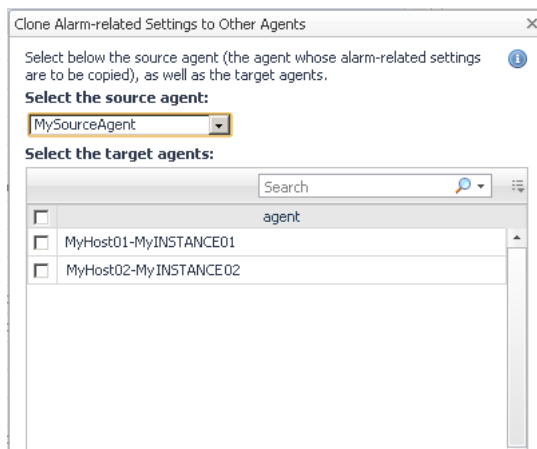 Clone Alarm-related Settings to Other Agents
Select below the source agent (the agent whose alarm-related settings
are to be copied), as well as the target agents.
Select the source agent:
MySourceAgent
Select the target agents:
Search
agent
MyHost01-MyINSTANCE01
MyHost02-MyINSTANCE02